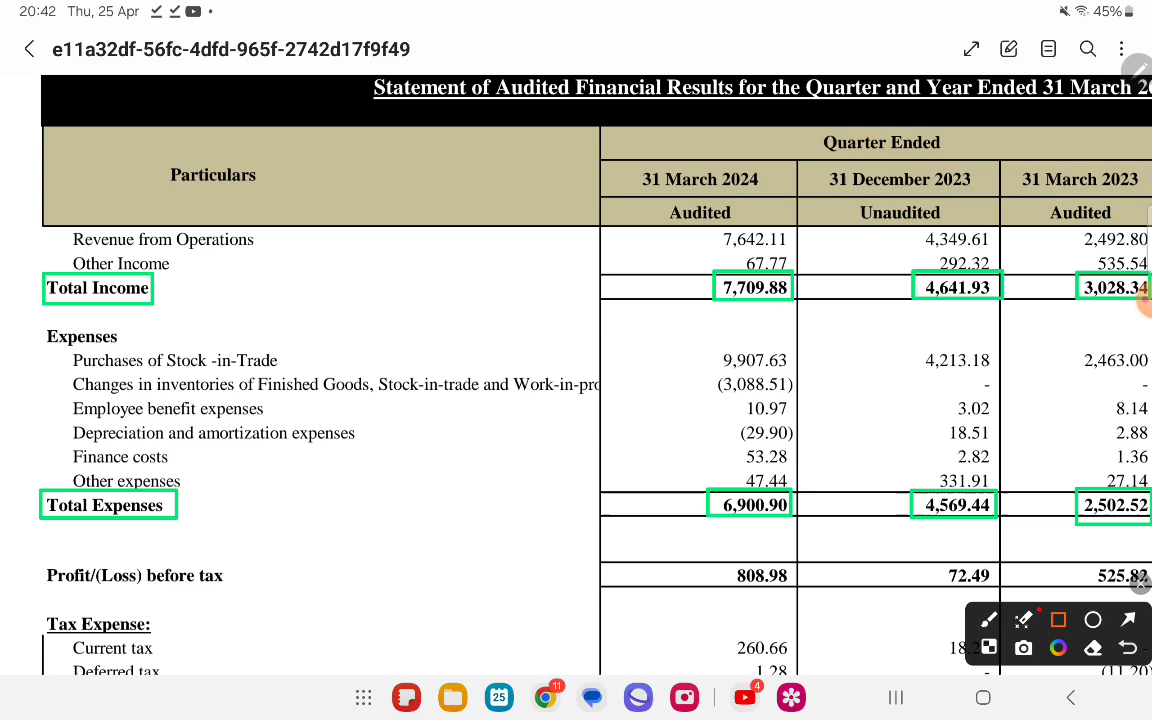 20:42 Thu, 25 Apr 45%
e11a32df-56fc-4dfd-965f-2742d17f9f49
Statement of Audited Financial Results for the Quarter and Year Ended 31 March 2
Particulars Quarter Ended
31 March 2024 31 December 2023 31 March 2023
Audited Unaudited Audited
Revenue from Operations 7,642.11 4,349.61 2,492.80
Other Income 67.77 292.32 535.54
Total Income 7,709.88 4,641.93 3,028.34
Expenses
Purchases of Stock -in-Trade 9,907.63 4,213.18 2,463.00
Changes in inventories of Finished Goods, Stock-in-trade and Work-in-pro (3,088.51) - -
Employee benefit expenses 10.97 3.02 8.14
Depreciation and amortization expenses (29.90) 18.51 2.88
Finance costs 53.28 2.82 1.36
Other expenses 47.44 331.91 27.14
Total Expenses 6,900.90 4,569.44 2,502.52
Profit/(Loss) before tax 808.98 72.49 525.82
Tax Expense:
Current tax 260.66 18.2
Deferred tax 1.28 - (11.20)
25
11
4